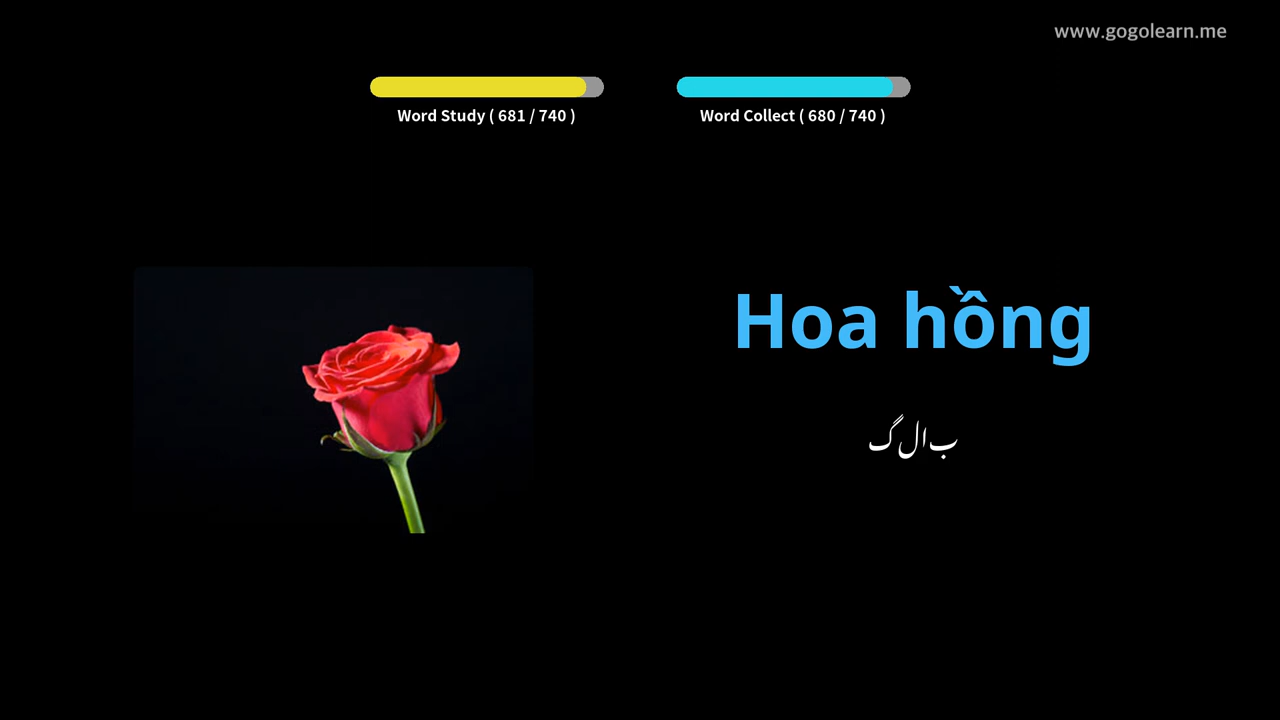 www.gogolearn.me
Word Study ( 681 / 740 )
Word Collect ( 680 / 740 )
Hoa hồng
ب‌ال‌گ